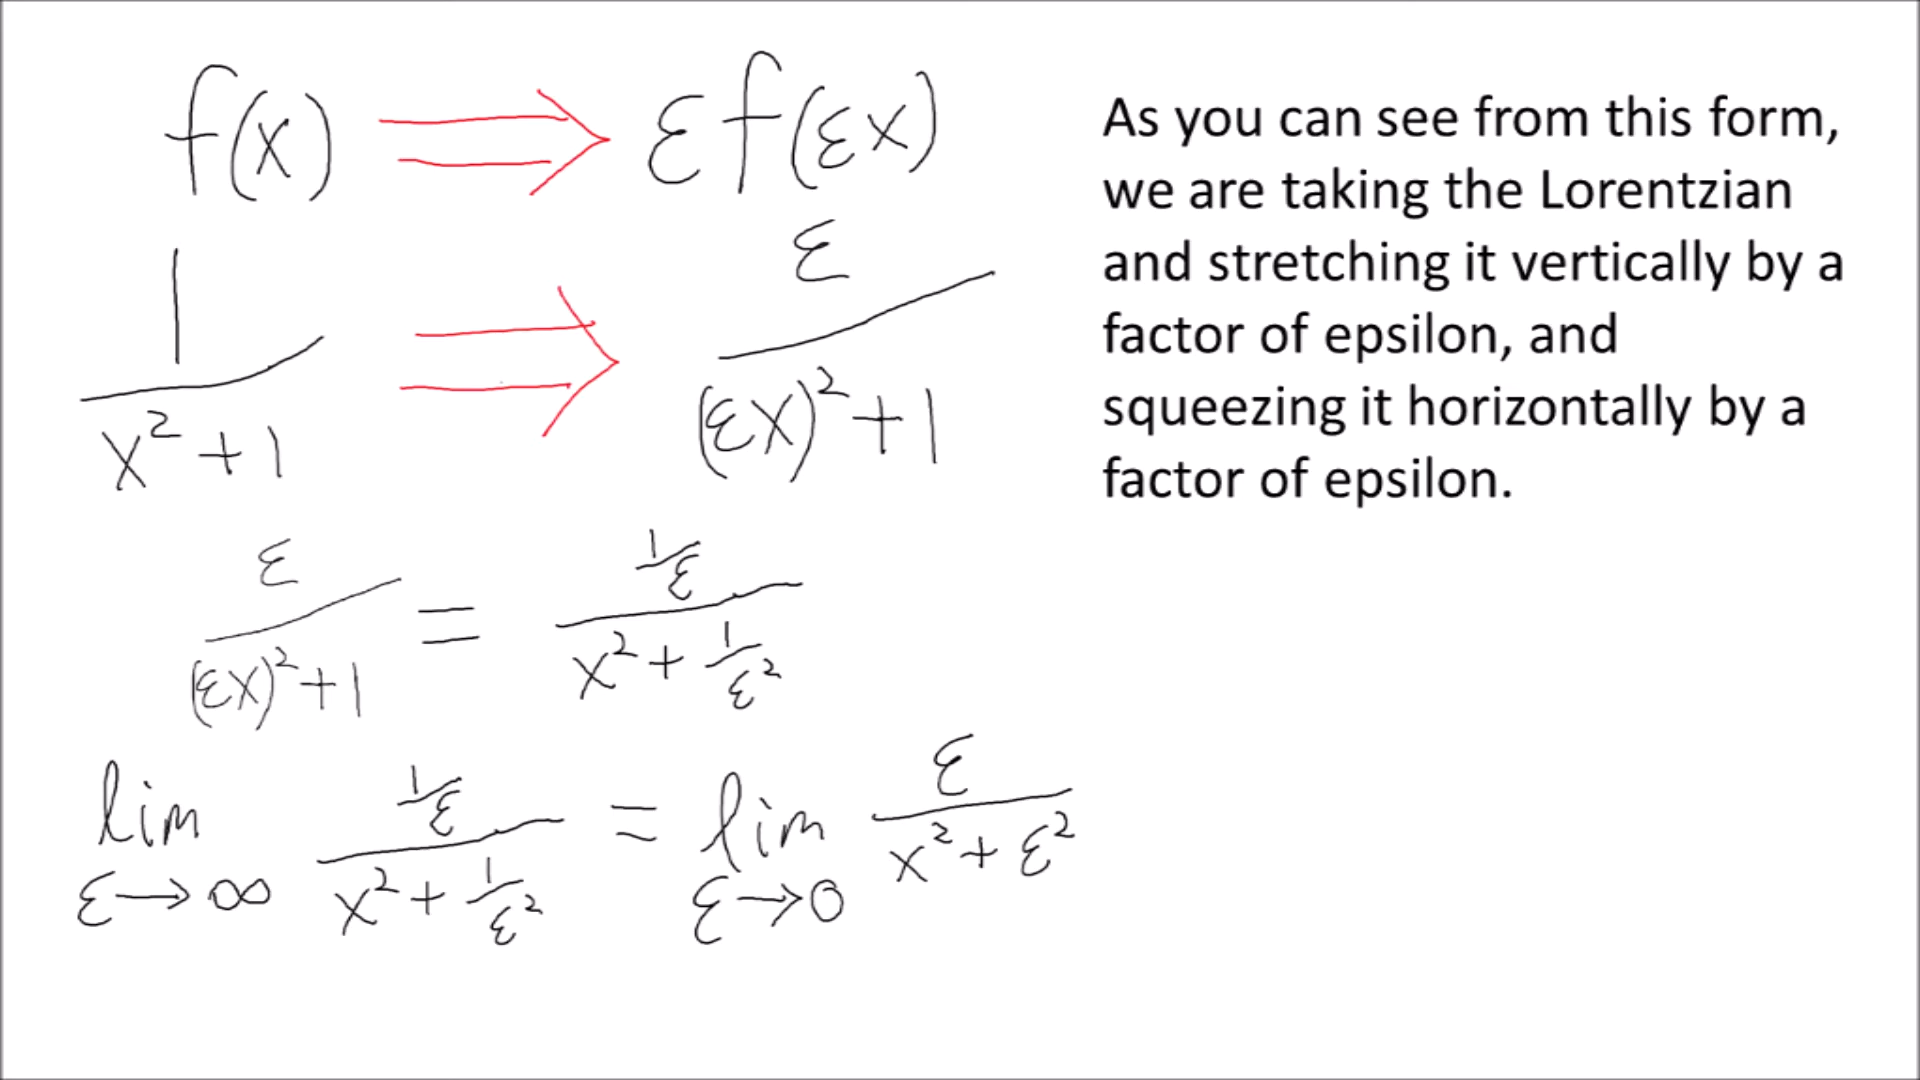 f(x) ⇒ εf(εx)
1/(x²+1) ⇒ ε/((εx)²+1)
ε/((εx)²+1) = (1/ε)/(x²+1/ε²)
lim ε→∞ (1/ε)/(x²+1/ε²) = lim ε→0 ε/(x²+ε²)
As you can see from this form,
we are taking the Lorentzian
and stretching it vertically by a
factor of epsilon, and
squeezing it horizontally by a
factor of epsilon.